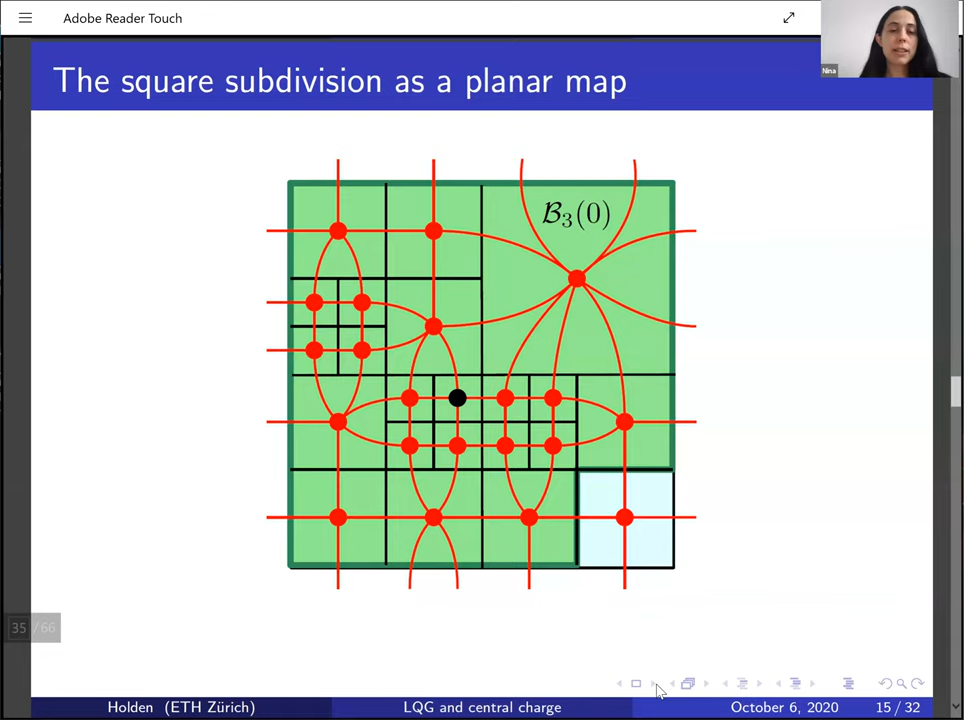 Adobe Reader Touch
Nina
The square subdivision as a planar map
B₃(0)
35 / 66
Holden (ETH Zürich)
LQG and central charge
October 6, 2020
15 / 32